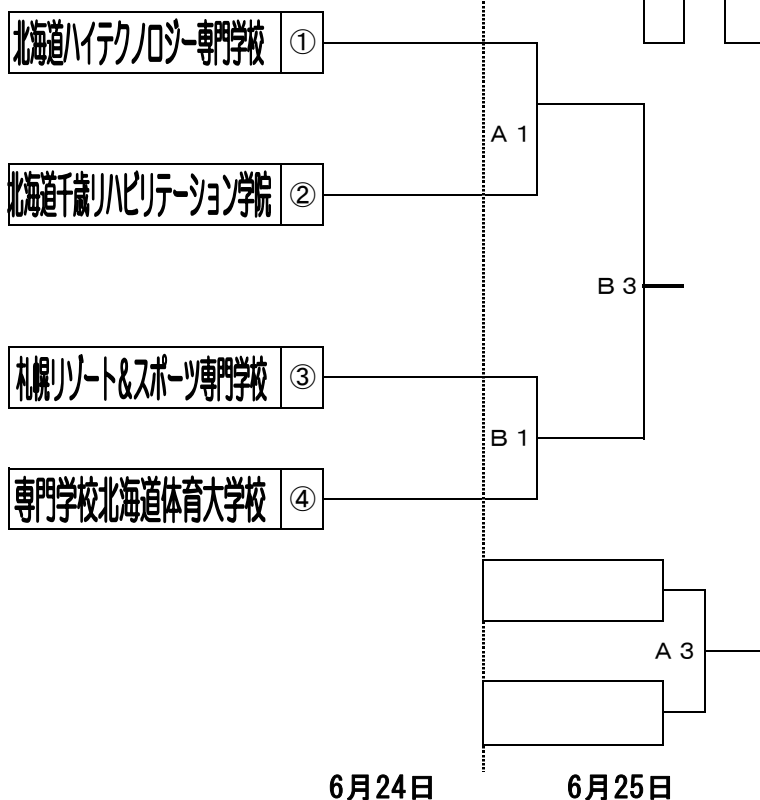 北海道ハイテクノロジー専門学校 ①
A 1
北海道千歳リハビリテーション学院 ②
B 3
札幌リゾート&スポーツ専門学校 ③
B 1
専門学校北海道体育大学校 ④
A 3
6月24日 6月25日